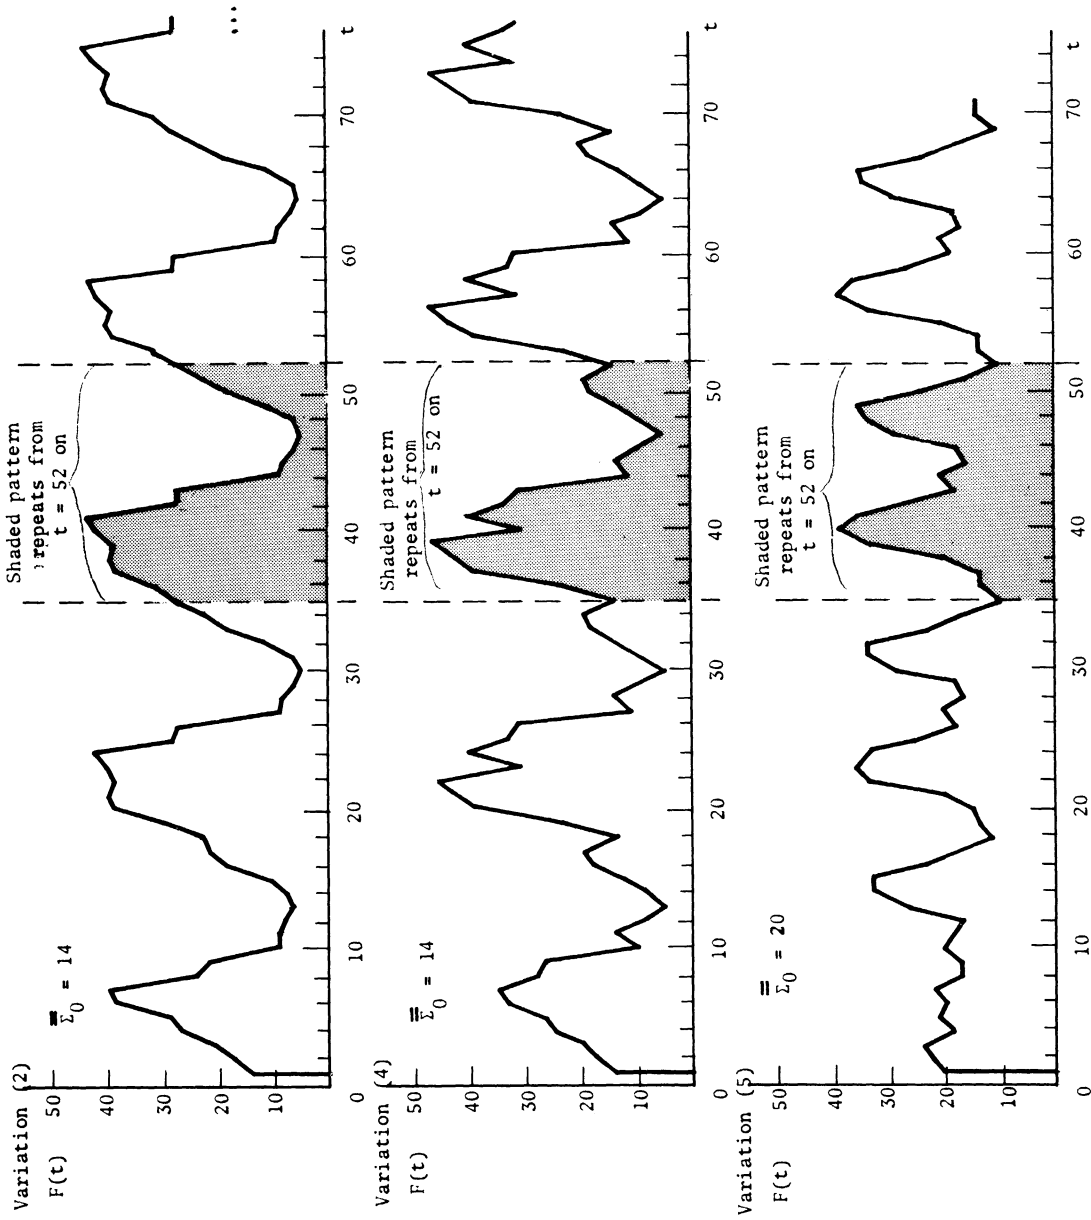 Variation (2)
F(t)
50
40
30
20
10
Σ̿0 = 14
Shaded pattern
repeats from
t = 52 on
...
0
10
20
30
40
50
60
70
t
Variation (4)
F(t)
50
40
30
20
10
Σ̿0 = 14
Shaded pattern
repeats from
t = 52 on
0
10
20
30
40
50
60
70
t
Variation (5)
F(t)
50
40
30
20
10
Σ̿0 = 20
Shaded pattern
repeats from
t = 52 on
0
10
20
30
40
50
60
70
t